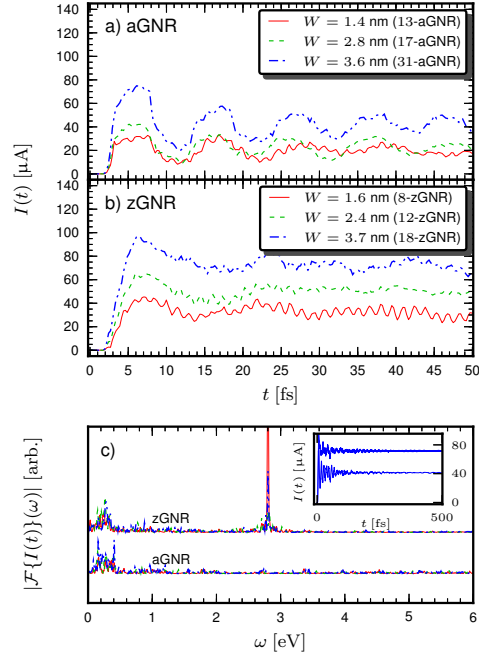 a) aGNR
W = 1.4 nm (13-aGNR)
W = 2.8 nm (17-aGNR)
W = 3.6 nm (31-aGNR)
140
120
100
80
60
40
20
0
b) zGNR
W = 1.6 nm (8-zGNR)
W = 2.4 nm (12-zGNR)
W = 3.7 nm (18-zGNR)
140
120
100
80
60
40
20
0
I(t) [µA]
0 5 10 15 20 25 30 35 40 45 50
t [fs]
c)
zGNR
aGNR
|F{I(t)}(ω)| [arb.]
I(t) [µA]
80
40
0
0 500
t [fs]
0 1 2 3 4 5 6
ω [eV]